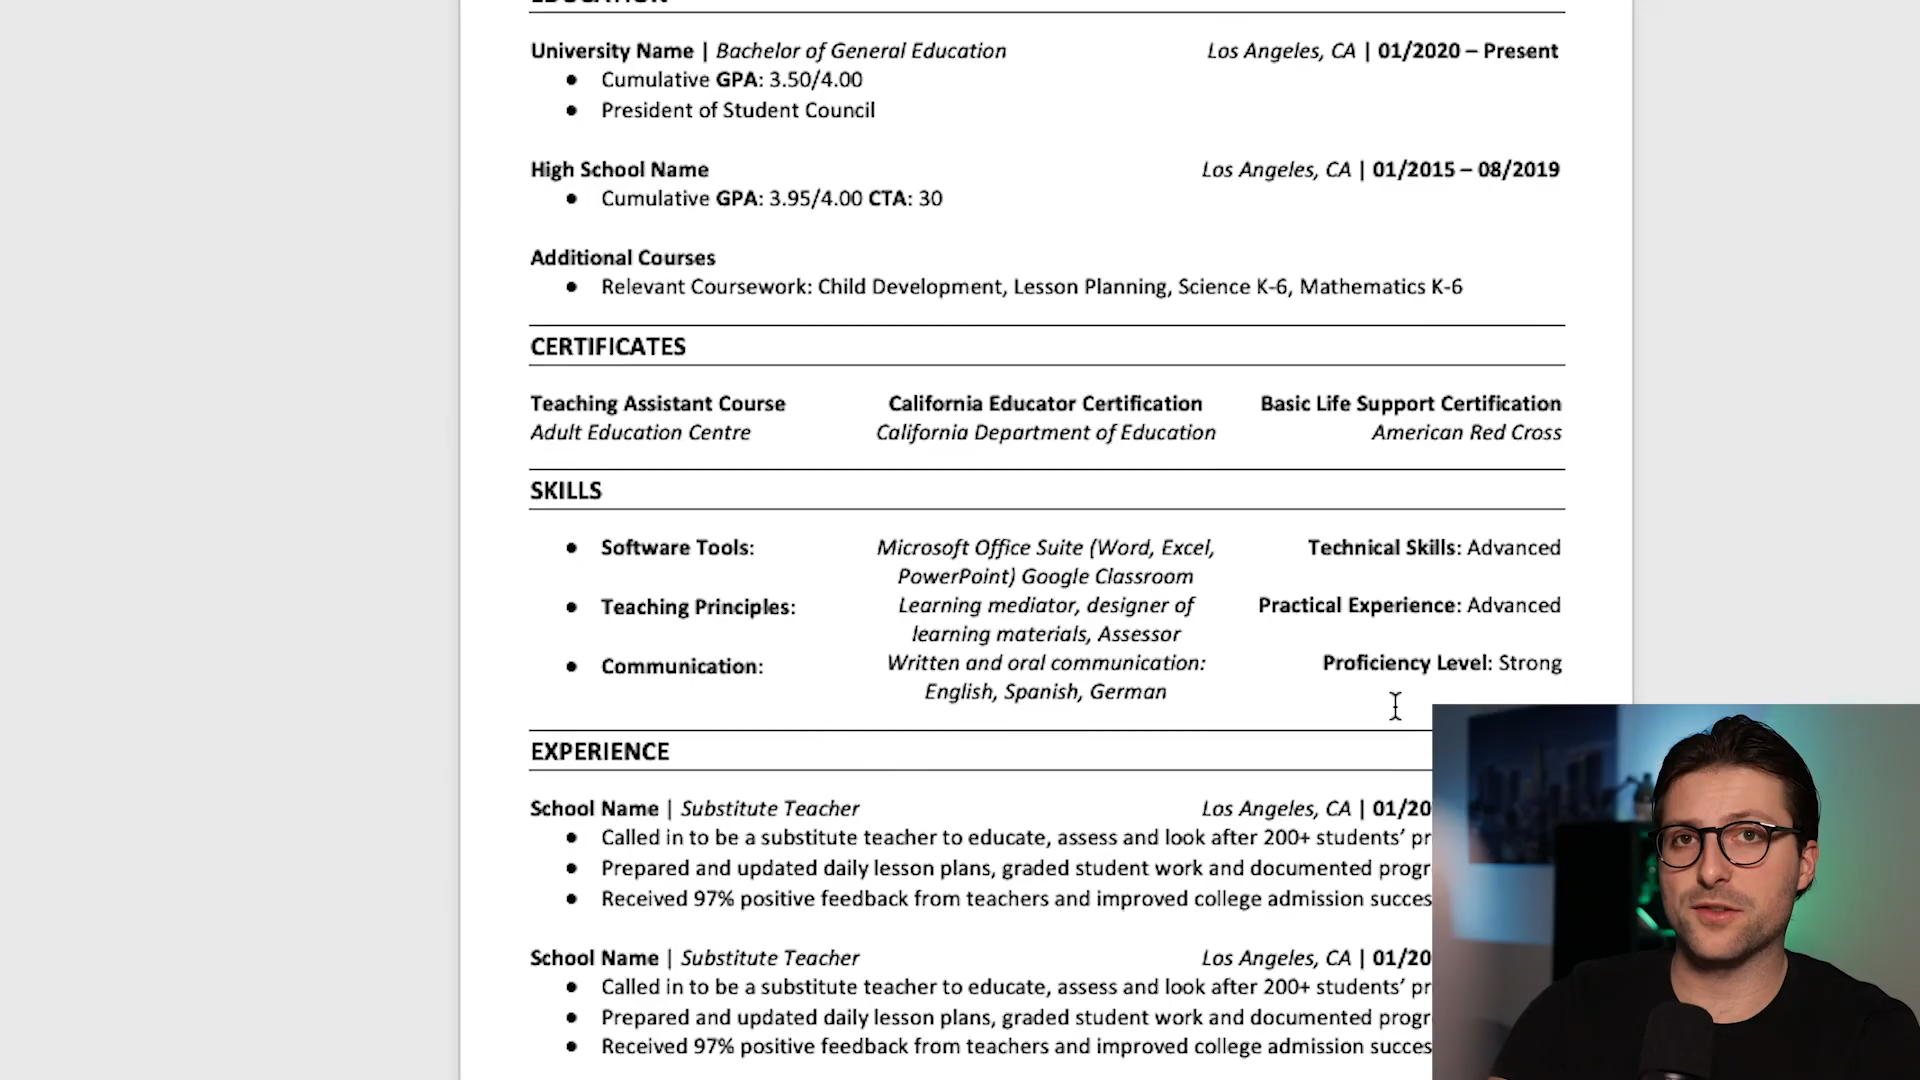 EDUCATION
University Name | Bachelor of General Education Los Angeles, CA | 01/2020 – Present
• Cumulative GPA: 3.50/4.00
• President of Student Council
High School Name Los Angeles, CA | 01/2015 – 08/2019
• Cumulative GPA: 3.95/4.00 CTA: 30
Additional Courses
• Relevant Coursework: Child Development, Lesson Planning, Science K-6, Mathematics K-6
CERTIFICATES
Teaching Assistant Course California Educator Certification Basic Life Support Certification
Adult Education Centre California Department of Education American Red Cross
SKILLS
• Software Tools: Microsoft Office Suite (Word, Excel, Technical Skills: Advanced
PowerPoint) Google Classroom
• Teaching Principles: Learning mediator, designer of Practical Experience: Advanced
learning materials, Assessor
• Communication: Written and oral communication: Proficiency Level: Strong
English, Spanish, German
EXPERIENCE
School Name | Substitute Teacher Los Angeles, CA | 01/20
• Called in to be a substitute teacher to educate, assess and look after 200+ students’ pr
• Prepared and updated daily lesson plans, graded student work and documented progr
• Received 97% positive feedback from teachers and improved college admission succes
School Name | Substitute Teacher Los Angeles, CA | 01/20
• Called in to be a substitute teacher to educate, assess and look after 200+ students’ pr
• Prepared and updated daily lesson plans, graded student work and documented progr
• Received 97% positive feedback from teachers and improved college admission succes